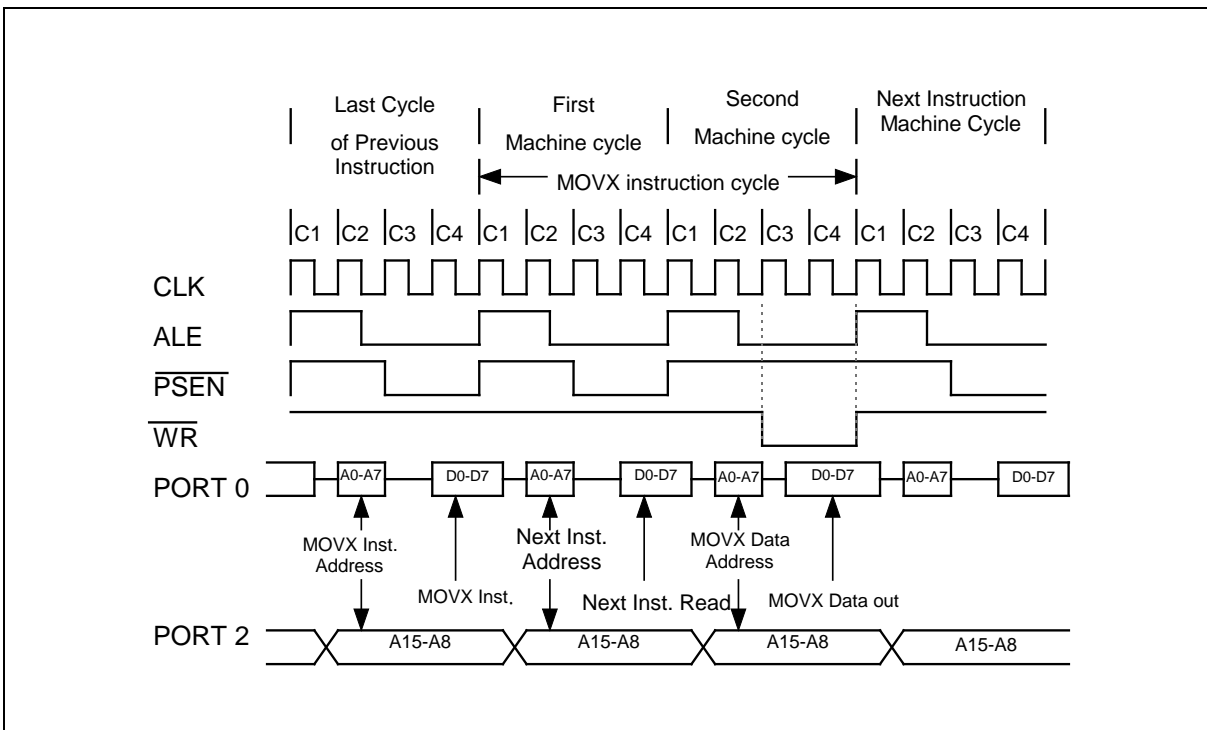 Last Cycle
of Previous
Instruction
First
Machine cycle
Second
Machine cycle
Next Instruction
Machine Cycle
MOVX instruction cycle
C1 C2 C3 C4 C1 C2 C3 C4 C1 C2 C3 C4 C1 C2 C3 C4
CLK
ALE
PSEN
WR
PORT 0
A0-A7 D0-D7 A0-A7 D0-D7 A0-A7 D0-D7 A0-A7 D0-D7
MOVX Inst.
Address
MOVX Inst.
Next Inst.
Address
Next Inst. Read
MOVX Data
Address
MOVX Data out
PORT 2
A15-A8 A15-A8 A15-A8 A15-A8